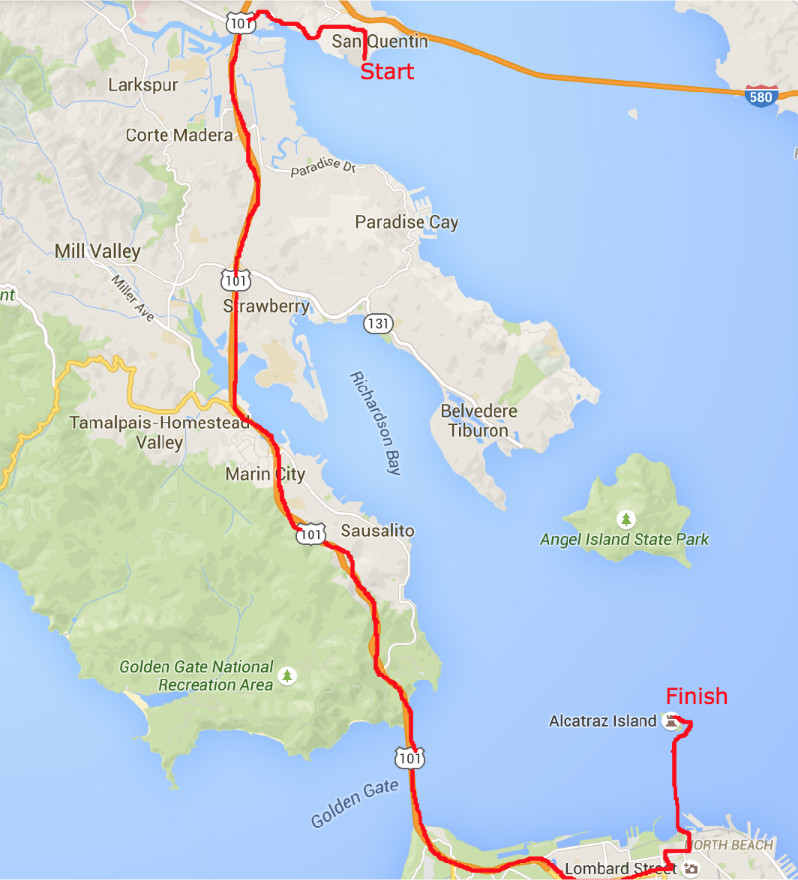 101
San Quentin
Start
Larkspur
580
Corte Madera
Paradise Dr
Paradise Cay
Mill Valley
101
Miller Ave
nt
Strawberry
131
Richardson Bay
Belvedere
Tiburon
Tamalpais-Homestead
Valley
Marin City
101
Sausalito
Angel Island State Park
Golden Gate National
Recreation Area
Finish
Alcatraz Island
101
Golden Gate
NORTH BEACH
Lombard Street